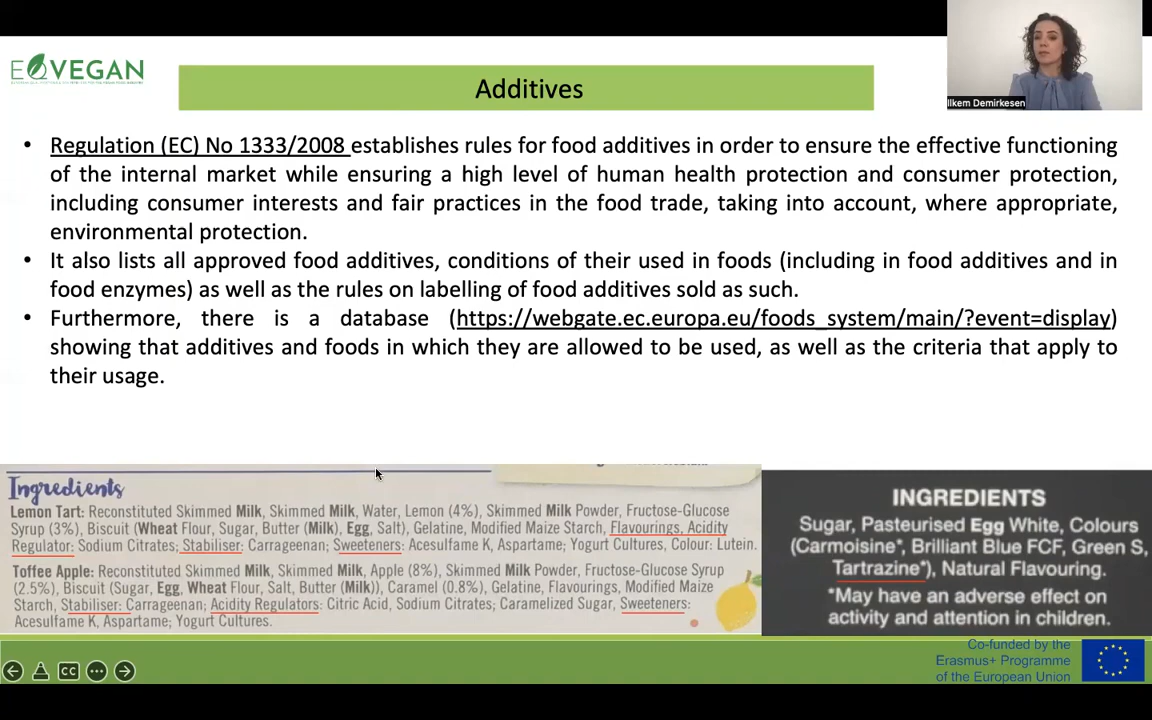 EQVEGAN
Additives
Ilkem Demirkesen
• Regulation (EC) No 1333/2008 establishes rules for food additives in order to ensure the effective functioning
of the internal market while ensuring a high level of human health protection and consumer protection,
including consumer interests and fair practices in the food trade, taking into account, where appropriate,
environmental protection.
• It also lists all approved food additives, conditions of their used in foods (including in food additives and in
food enzymes) as well as the rules on labelling of food additives sold as such.
• Furthermore, there is a database (https://webgate.ec.europa.eu/foods_system/main/?event=display)
showing that additives and foods in which they are allowed to be used, as well as the criteria that apply to
their usage.
Ingredients
Lemon Tart: Reconstituted Skimmed Milk, Skimmed Milk, Water, Lemon (4%), Skimmed Milk Powder, Fructose-Glucose
Syrup (3%), Biscuit (Wheat Flour, Sugar, Butter (Milk), Egg, Salt), Gelatine, Modified Maize Starch, Flavourings, Acidity
Regulator: Sodium Citrates; Stabiliser: Carrageenan; Sweeteners: Acesulfame K, Aspartame; Yogurt Cultures, Colour: Lutein.
Toffee Apple: Reconstituted Skimmed Milk, Skimmed Milk, Apple (8%), Skimmed Milk Powder, Fructose-Glucose Syrup
(2.5%), Biscuit (Sugar, Egg, Wheat Flour, Salt, Butter (Milk)), Caramel (0.8%), Gelatine, Flavourings, Modified Maize
Starch, Stabiliser: Carrageenan; Acidity Regulators: Citric Acid, Sodium Citrates; Caramelized Sugar, Sweeteners:
Acesulfame K, Aspartame; Yogurt Cultures.
INGREDIENTS
Sugar, Pasteurised Egg White, Colours
(Carmoisine*, Brilliant Blue FCF, Green S,
Tartrazine*), Natural Flavouring.
*May have an adverse effect on
activity and attention in children.
CC
Co-funded by the
Erasmus+ Programme
of the European Union